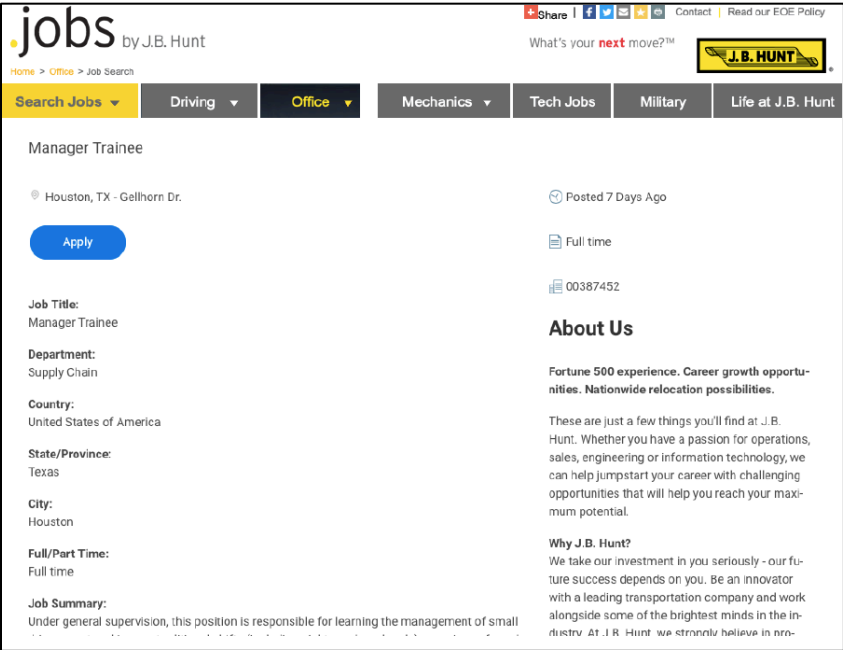 .jobs by J.B. Hunt
Share | Contact | Read our EOE Policy
What's your next move?™
J.B. HUNT
Home > Office > Job Search
Search Jobs Driving Office Mechanics Tech Jobs Military Life at J.B. Hunt
Manager Trainee
Houston, TX - Gellhorn Dr.
Apply
Job Title:
Manager Trainee
Department:
Supply Chain
Country:
United States of America
State/Province:
Texas
City:
Houston
Full/Part Time:
Full time
Job Summary:
Under general supervision, this position is responsible for learning the management of small
Posted 7 Days Ago
Full time
00387452
About Us
Fortune 500 experience. Career growth opportu-
nities. Nationwide relocation possibilities.
These are just a few things you'll find at J.B.
Hunt. Whether you have a passion for operations,
sales, engineering or information technology, we
can help jumpstart your career with challenging
opportunities that will help you reach your maxi-
mum potential.
Why J.B. Hunt?
We take our investment in you seriously - our fu-
ture success depends on you. Be an innovator
with a leading transportation company and work
alongside some of the brightest minds in the in-
dustry. At J.B. Hunt, we strongly believe in pro-